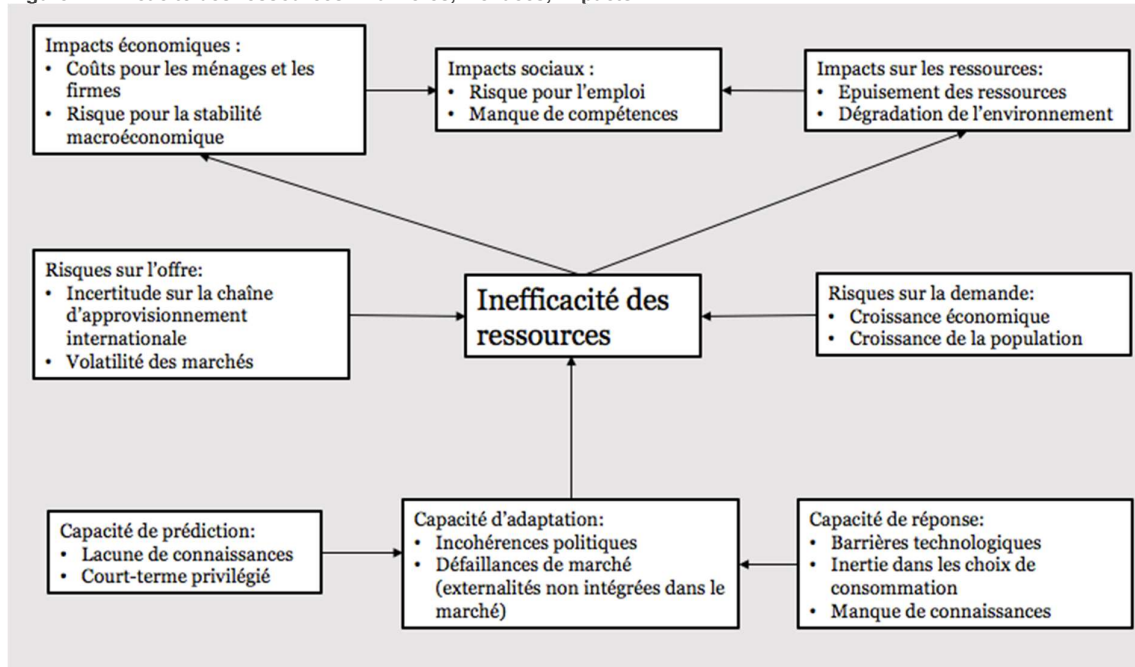 Impacts économiques :
• Coûts pour les ménages et les
firmes
• Risque pour la stabilité
macroéconomique
Impacts sociaux :
• Risque pour l'emploi
• Manque de compétences
Impacts sur les ressources:
• Epuisement des ressources
• Dégradation de l'environnement
Risques sur l'offre:
• Incertitude sur la chaîne
d'approvisionnement
internationale
• Volatilité des marchés
Inefficacité des
ressources
Risques sur la demande:
• Croissance économique
• Croissance de la population
Capacité de prédiction:
• Lacune de connaissances
• Court-terme privilégié
Capacité d'adaptation:
• Incohérences politiques
• Défaillances de marché
(externalités non intégrées dans le
marché)
Capacité de réponse:
• Barrières technologiques
• Inertie dans les choix de
consommation
• Manque de connaissances